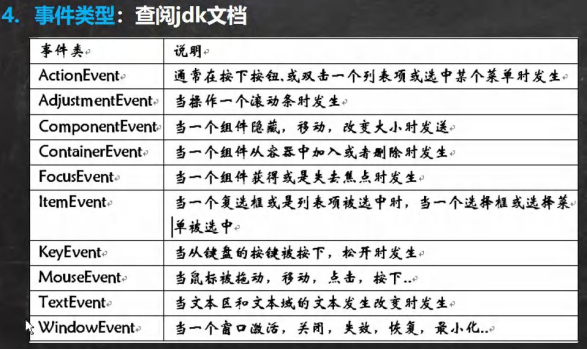 4. 事件类型：查阅jdk文档
事件类 说明
ActionEvent 通常在按下按钮,或双击一个列表项或选中某个菜单时发生
AdjustmentEvent 当操作一个滚动条时发生
ComponentEvent 当一个组件隐藏，移动，改变大小时发送
ContainerEvent 当一个组件从容器中加入或者删除时发生
FocusEvent 当一个组件获得或是失去焦点时发生
ItemEvent 当一个复选框或是列表项被选中时，当一个选择框或选择菜
单被选中
KeyEvent 当从键盘的按键被按下，松开时发生
MouseEvent 当鼠标被拖动，移动，点击，按下..
TextEvent 当文本区和文本域的文本发生改变时发生
WindowEvent 当一个窗口激活，关闭，失效，恢复，最小化..